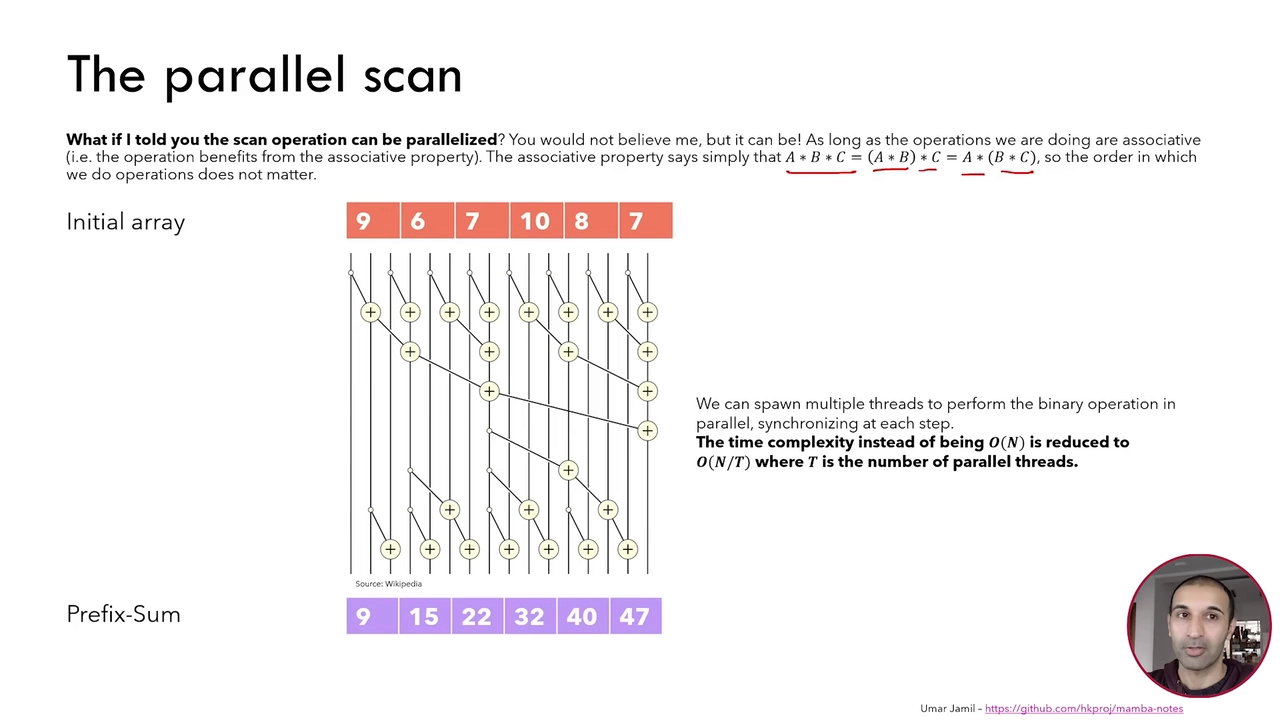 The parallel scan
What if I told you the scan operation can be parallelized? You would not believe me, but it can be! As long as the operations we are doing are associative
(i.e. the operation benefits from the associative property). The associative property says simply that A ∗ B ∗ C = (A ∗ B) ∗ C = A ∗ (B ∗ C), so the order in which
we do operations does not matter.
Initial array
9 6 7 10 8 7
+ + + + + + + +
+ + + +
+ +
+
+
+ + +
+ + + + + + +
We can spawn multiple threads to perform the binary operation in
parallel, synchronizing at each step.
The time complexity instead of being O(N) is reduced to
O(N/T) where T is the number of parallel threads.
Source: Wikipedia
Prefix-Sum
9 15 22 32 40 47
Umar Jamil – https://github.com/hkproj/mamba-notes